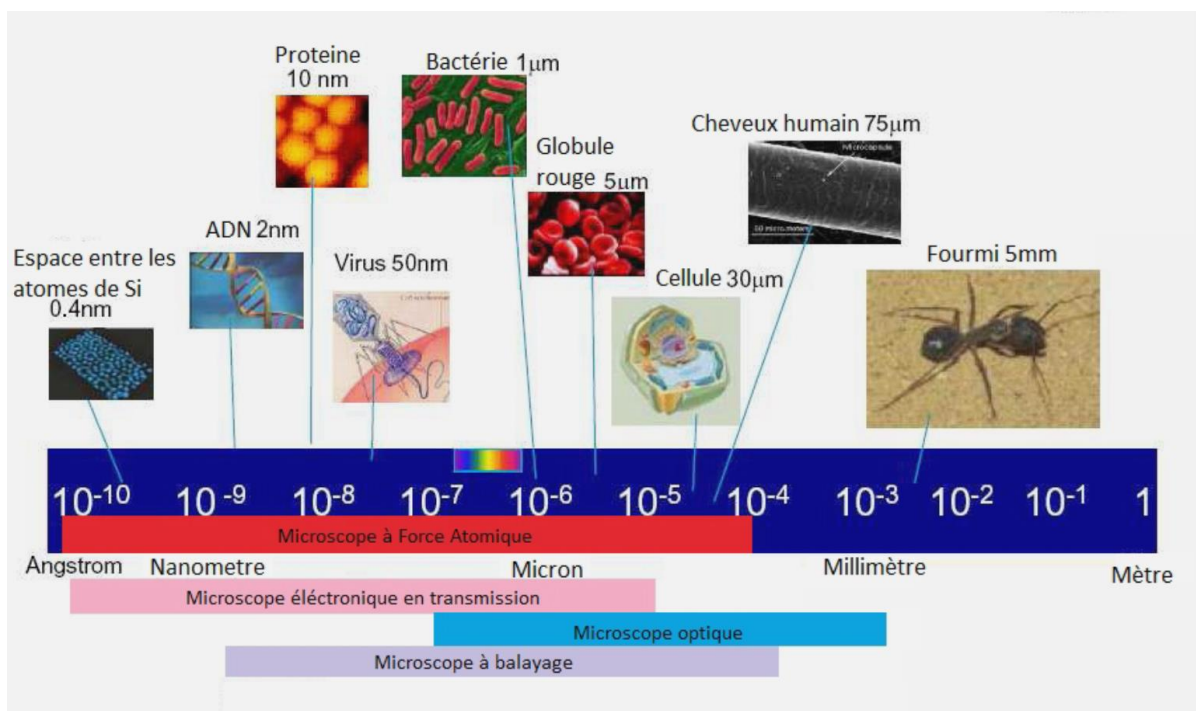 Proteine
10 nm
Bactérie 1μm
Cheveux humain 75μm
Microcapsule
Globule
rouge 5μm
ADN 2nm
Virus 50nm
Espace entre les
atomes de Si
0.4nm
Cellule 30μm
Fourmi 5mm
10-10 10-9 10-8 10-7 10-6 10-5 10-4 10-3 10-2 10-1 1
Microscope à Force Atomique
Angstrom Nanometre Micron Millimètre Mètre
Microscope éléctronique en transmission
Microscope optique
Microscope à balayage